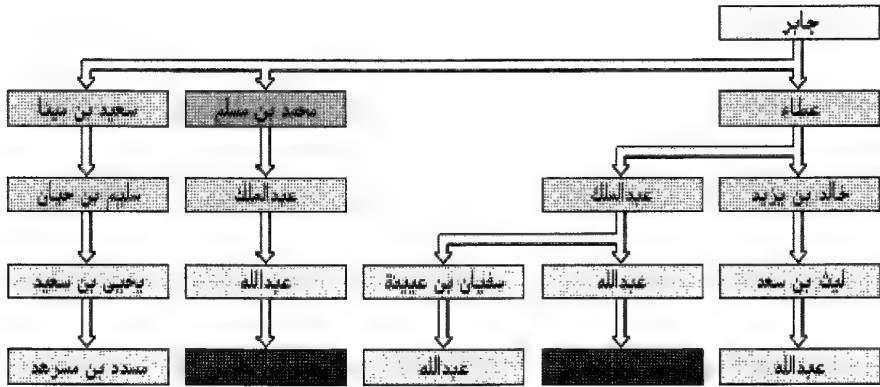 جابر
عطاء
محمد بن مسلم
سعيد بن مينا
خالد بن يزيد
عبدالملك
عبدالملك
سليم بن حيان
ليث بن سعد
عبدالله
سفيان بن عيينة
عبدالله
يحيى بن سعيد
عبدالله
عبدالله
مسدد بن مسرهد